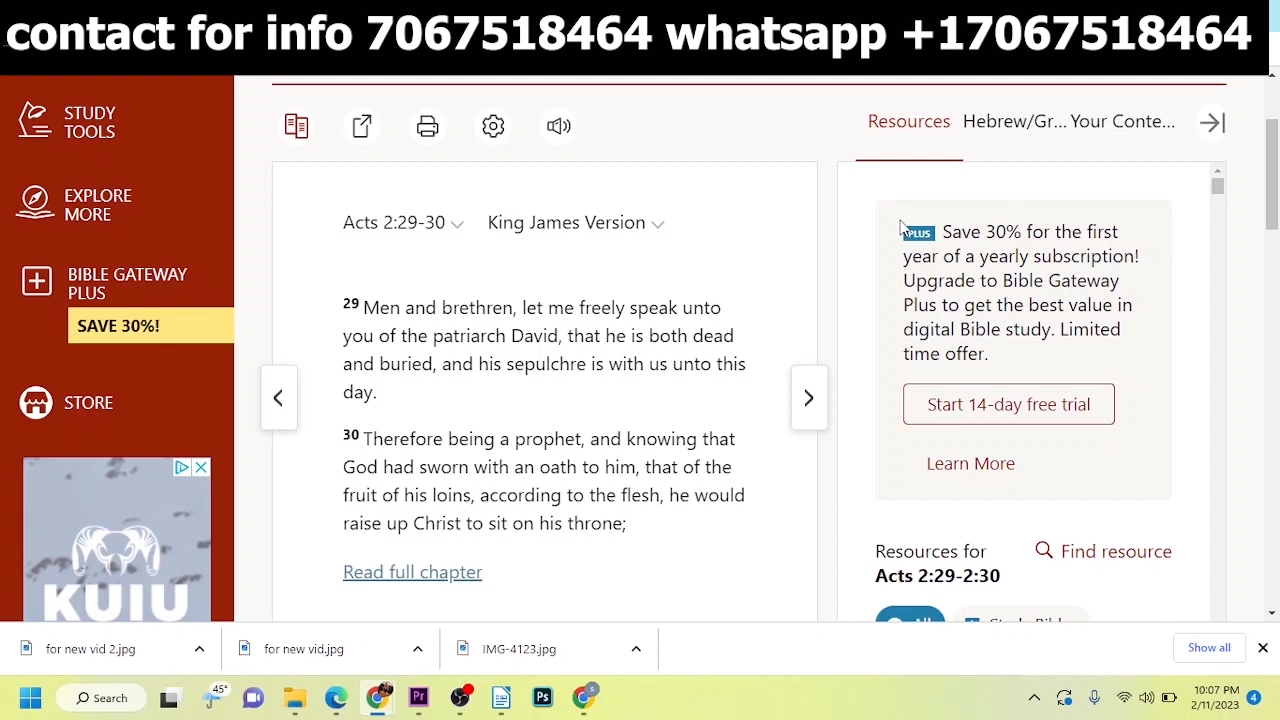 contact for info 7067518464 whatsapp +17067518464
STUDY
TOOLS
EXPLORE
MORE
BIBLE GATEWAY
PLUS
SAVE 30%!
STORE
KUIU
Resources Hebrew/Gr... Your Conte...
Acts 2:29-30 King James Version
29 Men and brethren, let me freely speak unto
you of the patriarch David, that he is both dead
and buried, and his sepulchre is with us unto this
day.
30 Therefore being a prophet, and knowing that
God had sworn with an oath to him, that of the
fruit of his loins, according to the flesh, he would
raise up Christ to sit on his throne;
Read full chapter
PLUS Save 30% for the first
year of a yearly subscription!
Upgrade to Bible Gateway
Plus to get the best value in
digital Bible study. Limited
time offer.
Start 14-day free trial
Learn More
Resources for
Acts 2:29-2:30
Find resource
All
for new vid 2.jpg
for new vid.jpg
IMG-4123.jpg
Show all
Search
45°
Pr
Ps
S
10:07 PM
2/11/2023
4